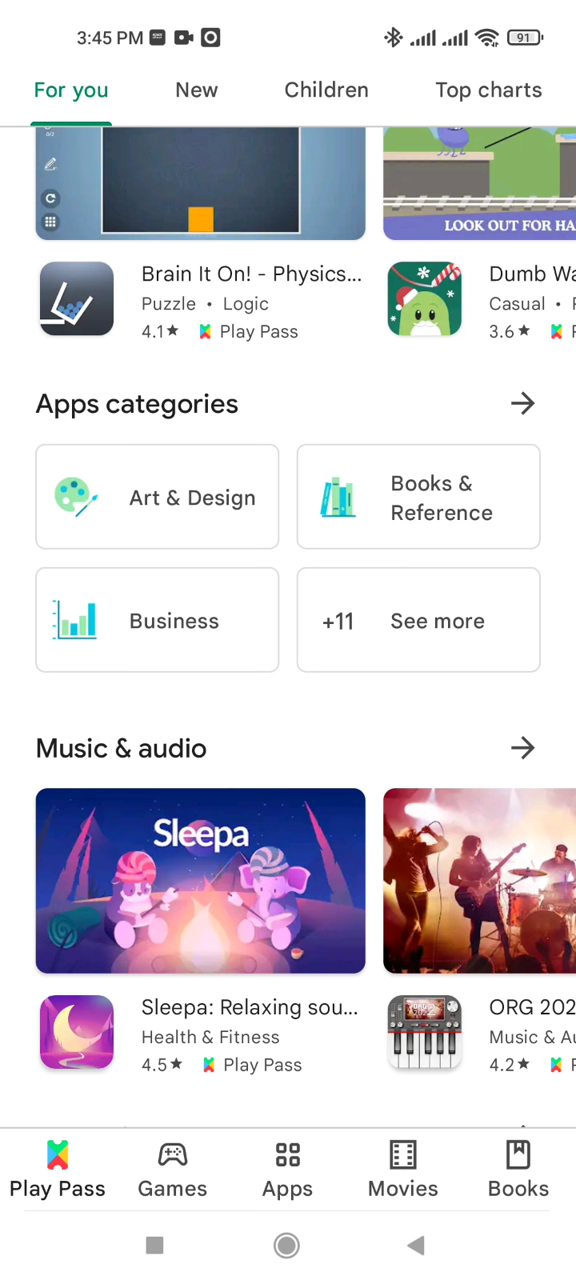 3:45 PM
91
For you
New
Children
Top charts
LOOK OUT FOR HA
Brain It On! - Physics...
Puzzle • Logic
4.1★ Play Pass
Dumb Wa
Casual •
3.6★
Apps categories
Art & Design
Books &
Reference
Business
+11 See more
Music & audio
Sleepa
Sleepa: Relaxing sou...
Health & Fitness
4.5★ Play Pass
ORG 202
Music & Au
4.2★
Play Pass
Games
Apps
Movies
Books